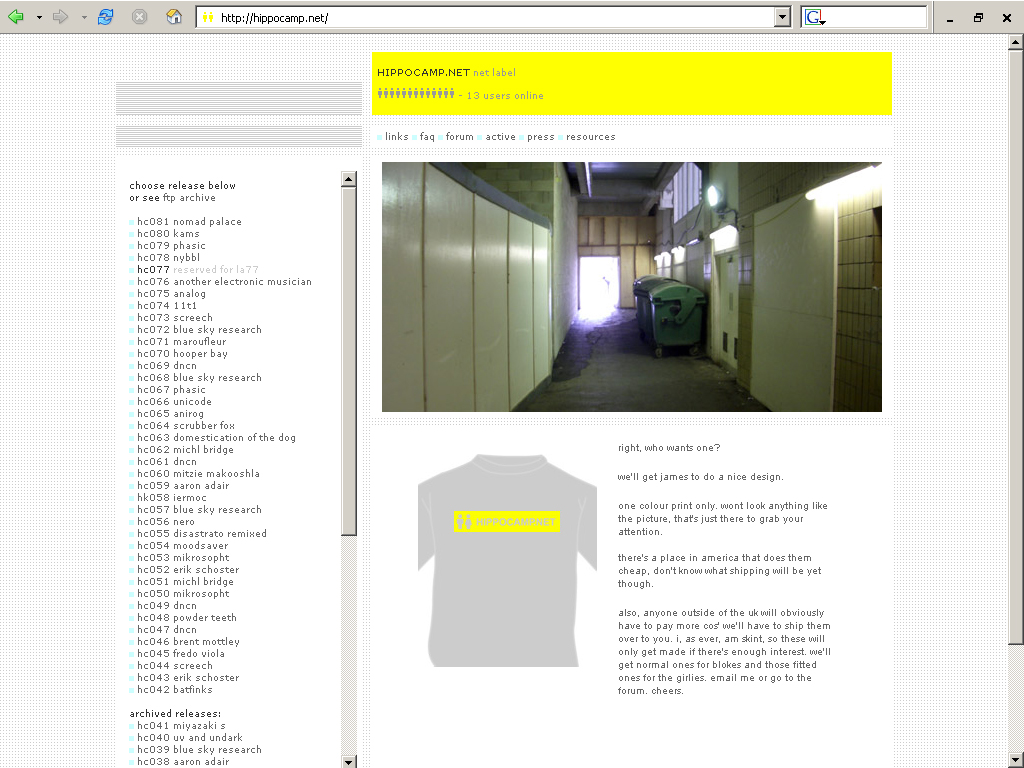 http://hippocamp.net/
G
HIPPOCAMP.NET net label
- 13 users online
links faq forum active press resources
choose release below
or see ftp archive
hc081 nomad palace
hc080 kams
hc079 phasic
hc078 nybbl
hc077 reserved for la77
hc076 another electronic musician
hc075 analog
hc074 11t1
hc073 screech
hc072 blue sky research
hc071 maroufleur
hc070 hooper bay
hc069 dncn
hc068 blue sky research
hc067 phasic
hc066 unicode
hc065 anirog
hc064 scrubber fox
hc063 domestication of the dog
hc062 michl bridge
hc061 dncn
hc060 mitzie makooshla
hc059 aaron adair
hk058 iermoc
hc057 blue sky research
hc056 nero
hc055 disastrato remixed
hc054 moodsaver
hc053 mikrosopht
hc052 erik schoster
hc051 michl bridge
hc050 mikrosopht
hc049 dncn
hc048 powder teeth
hc047 dncn
hc046 brent mottley
hc045 fredo viola
hc044 screech
hc043 erik schoster
hc042 batfinks
archived releases:
hc041 miyazaki s
hc040 uv and undark
hc039 blue sky research
hc038 aaron adair
HIPPOCAMP.NET
right, who wants one?
we'll get james to do a nice design.
one colour print only. wont look anything like
the picture, that's just there to grab your
attention.
there's a place in america that does them
cheap, don't know what shipping will be yet
though.
also, anyone outside of the uk will obviously
have to pay more cos' we'll have to ship them
over to you. i, as ever, am skint, so these will
only get made if there's enough interest. we'll
get normal ones for blokes and those fitted
ones for the girlies. email me or go to the
forum. cheers.